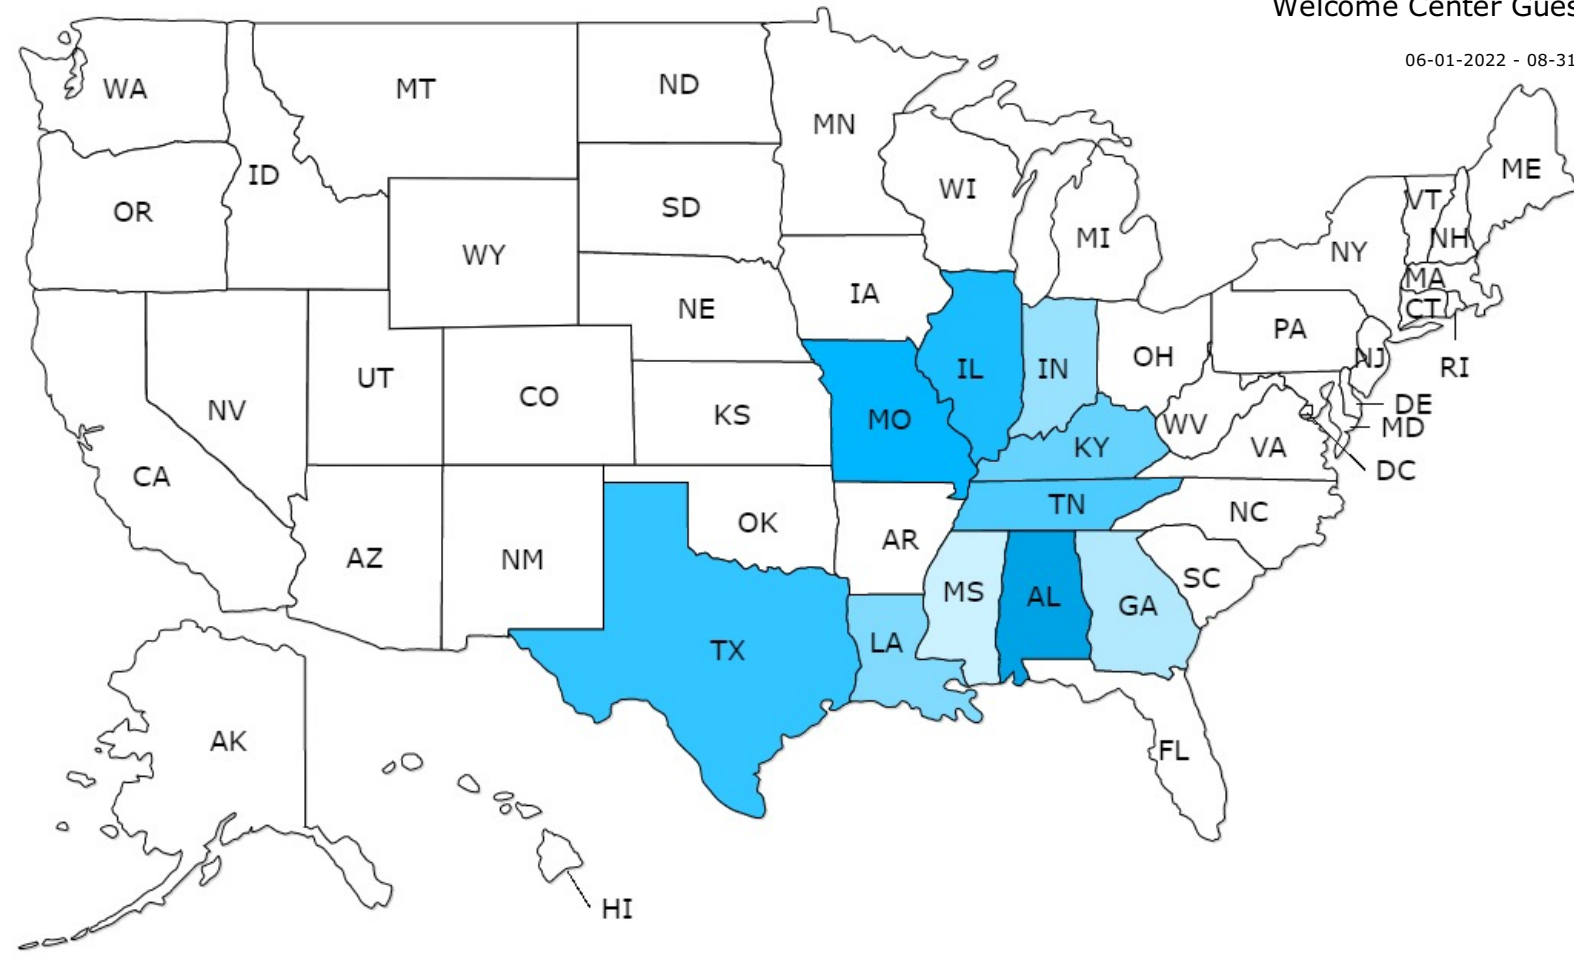 Welcome Center Gues
06-01-2022 - 08-31
WA
MT
ND
MN
OR
ID
WY
SD
WI
MI
ME
VT
NH
NY
MA
CT
RI
NV
UT
CO
NE
IA
KS
MO
IL
IN
OH
PA
NJ
DE
MD
DC
WV
VA
KY
CA
AZ
NM
OK
AR
TN
NC
SC
TX
LA
MS
AL
GA
FL
AK
HI